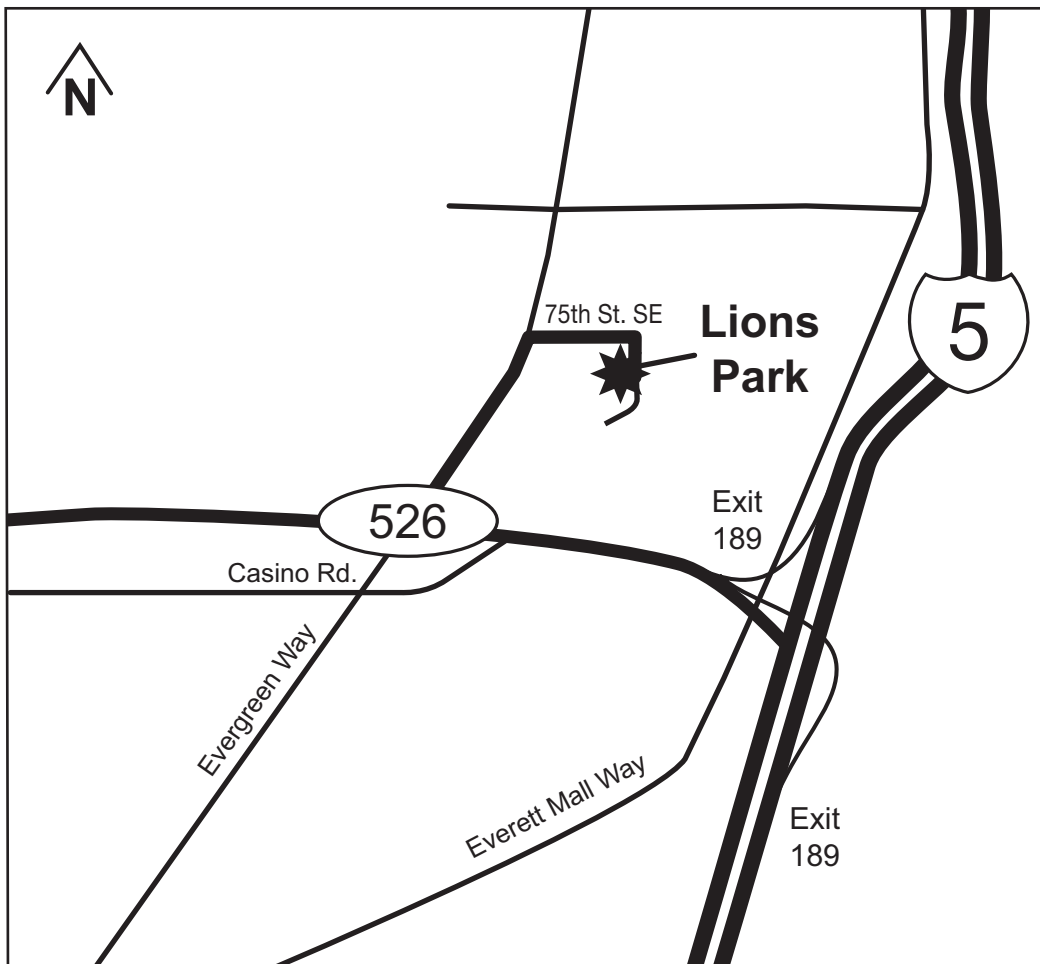 N
75th St. SE
Lions
Park
5
Exit
189
526
Casino Rd.
Evergreen Way
Everett Mall Way
Exit
189